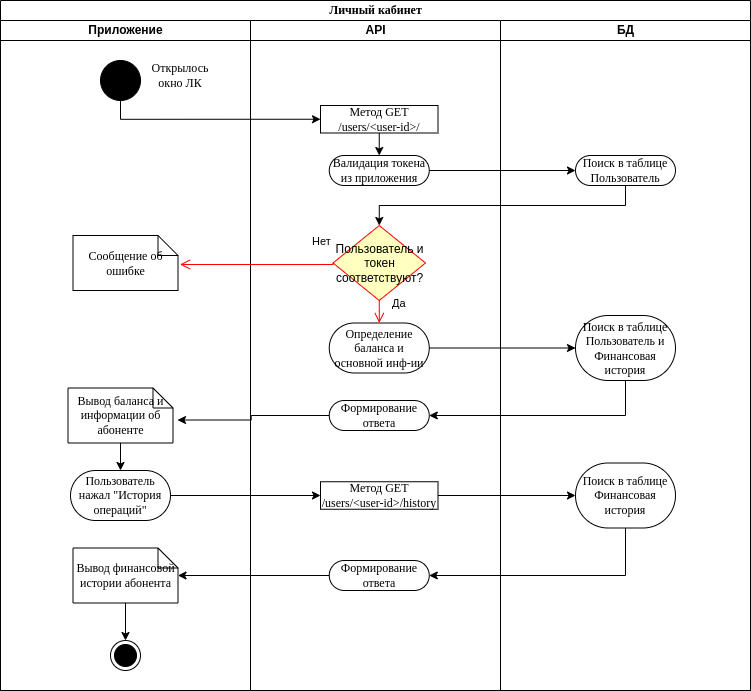 Личный кабинет
Приложение
API
БД
Открылось
окно ЛК
Метод GET
/users/<user-id>/
Валидация токена
из приложения
Поиск в таблице
Пользователь
Нет
Пользователь и
токен
соответствуют?
Сообщение об
ошибке
Да
Определение
баланса и
основной инф-ии
Поиск в таблице
Пользователь и
Финансовая
история
Формирование
ответа
Вывод баланса и
информации об
абоненте
Пользователь
нажал "История
операций"
Метод GET
/users/<user-id>/history
Поиск в таблице
Финансовая
история
Формирование
ответа
Вывод финансовой
истории абонента